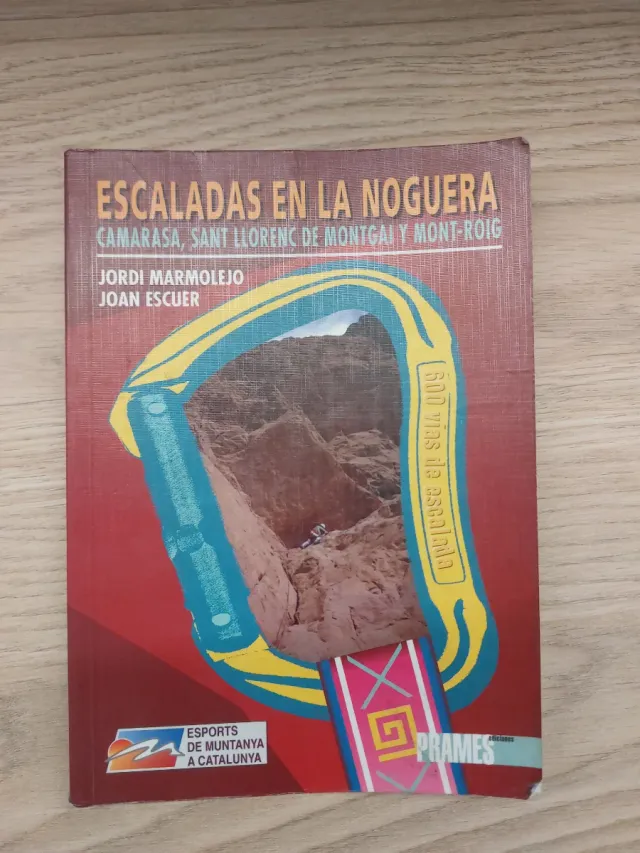 ESCALADAS EN LA NOGUERA
CAMARASA, SANT LLORENÇ DE MONTGAI Y MONT-ROIG
JORDI MARMOLEJO
JOAN ESCUER
600 vías de escalada
ESPORTS
DE MUNTANYA
A CATALUNYA
ediciones
PRAMES